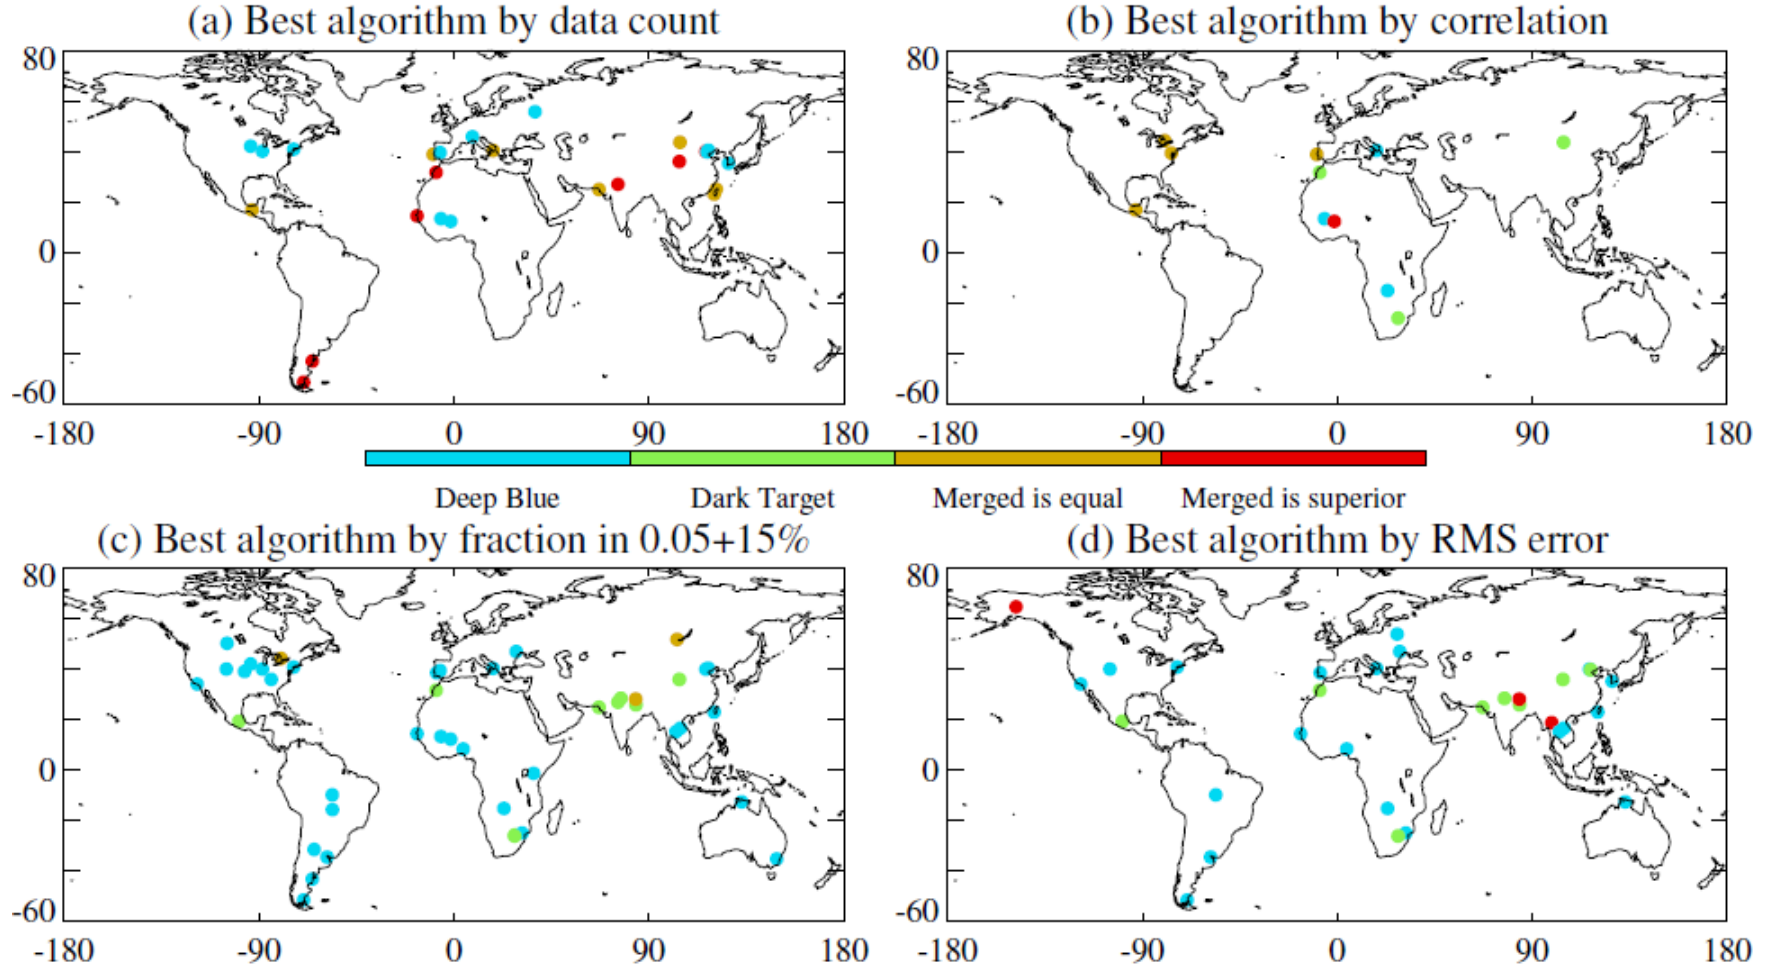 (a) Best algorithm by data count
(b) Best algorithm by correlation
80
0
-60
-180 -90 0 90 180
80
0
-60
-180 -90 0 90 180
Deep Blue Dark Target Merged is equal Merged is superior
(c) Best algorithm by fraction in 0.05+15%
(d) Best algorithm by RMS error
80
0
-60
-180 -90 0 90 180
80
0
-60
-180 -90 0 90 180